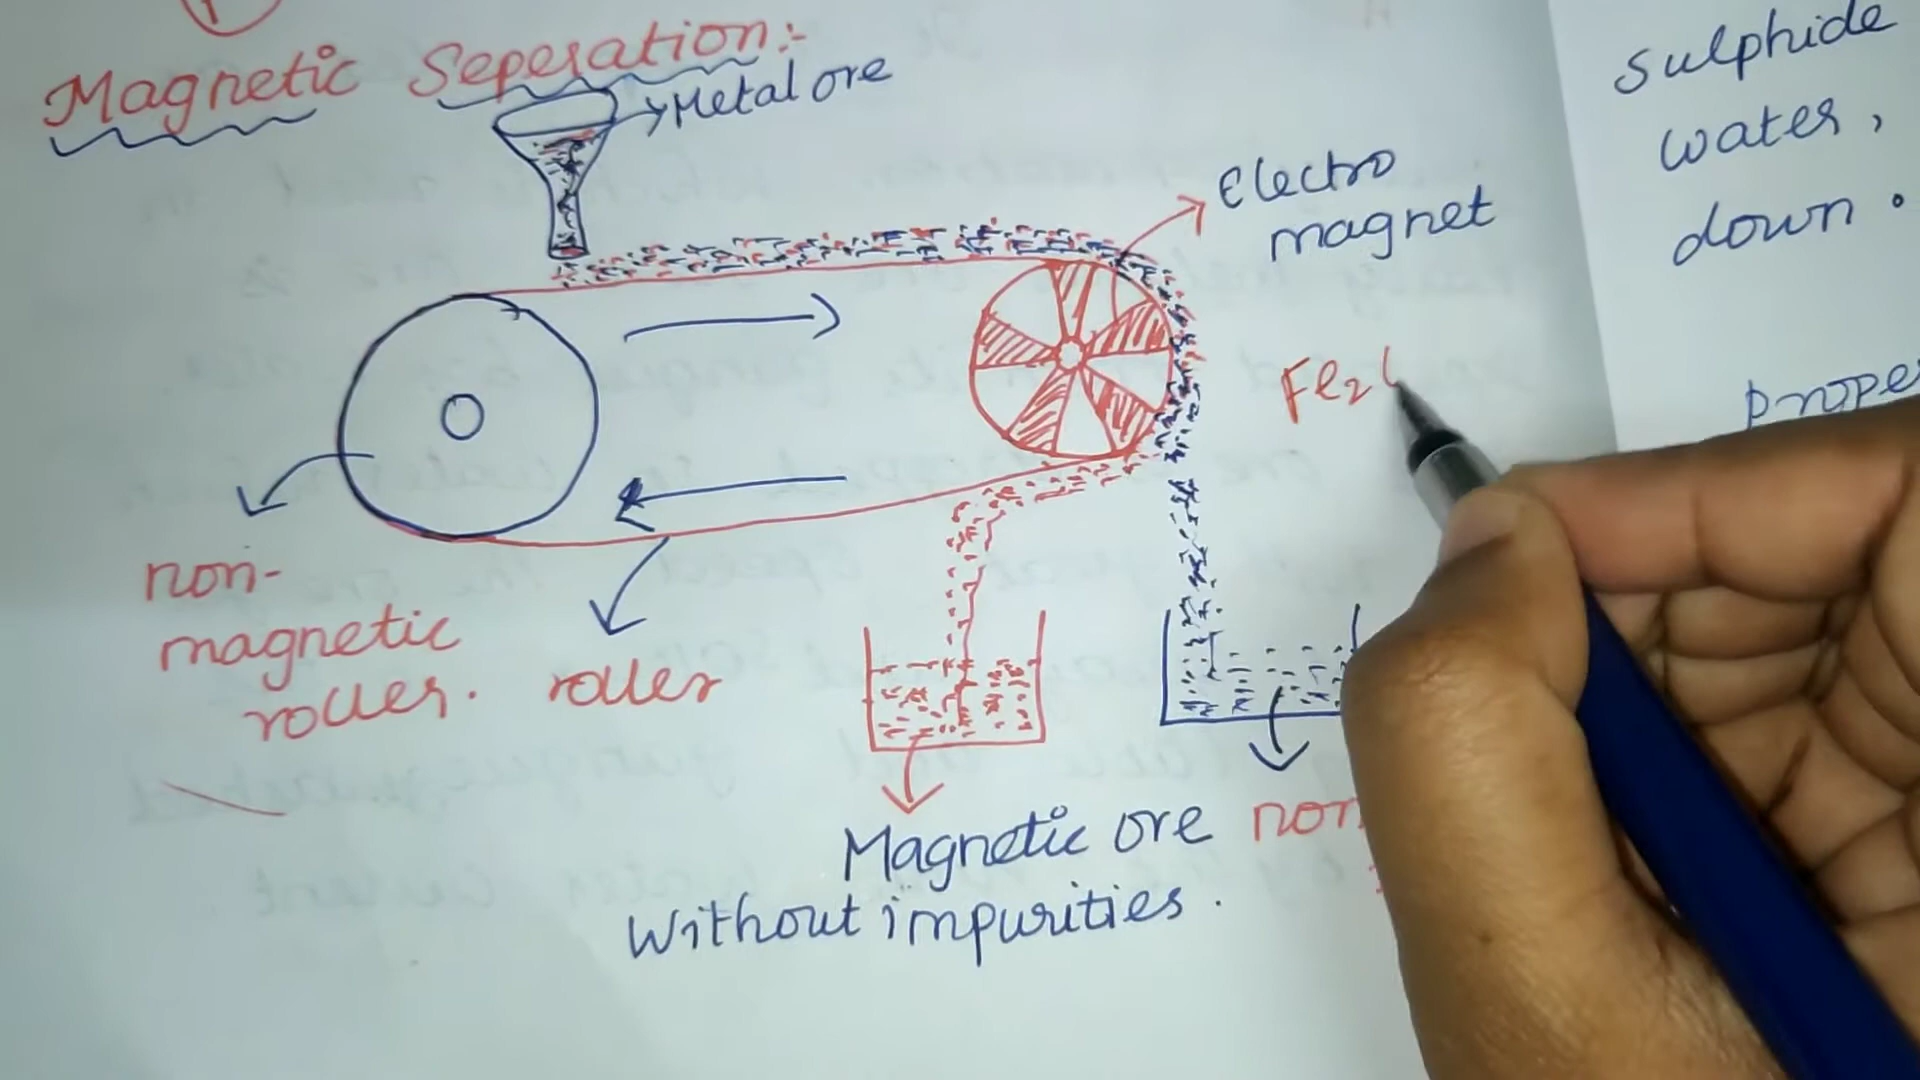 Magnetic Seperation:-
Metal ore
Electro
magnet
Fe2
non-
magnetic
roller.
roller
Magnetic ore
Without impurities.
non
sulphide
water,
down.
prope